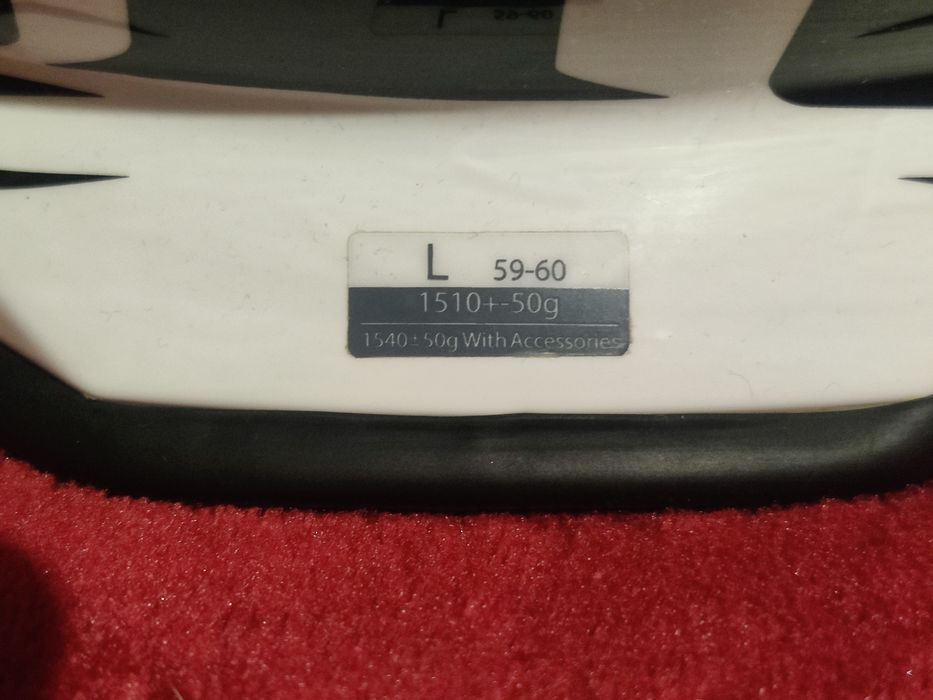 L 59-60
1510+-50g
1540±50g With Accessories